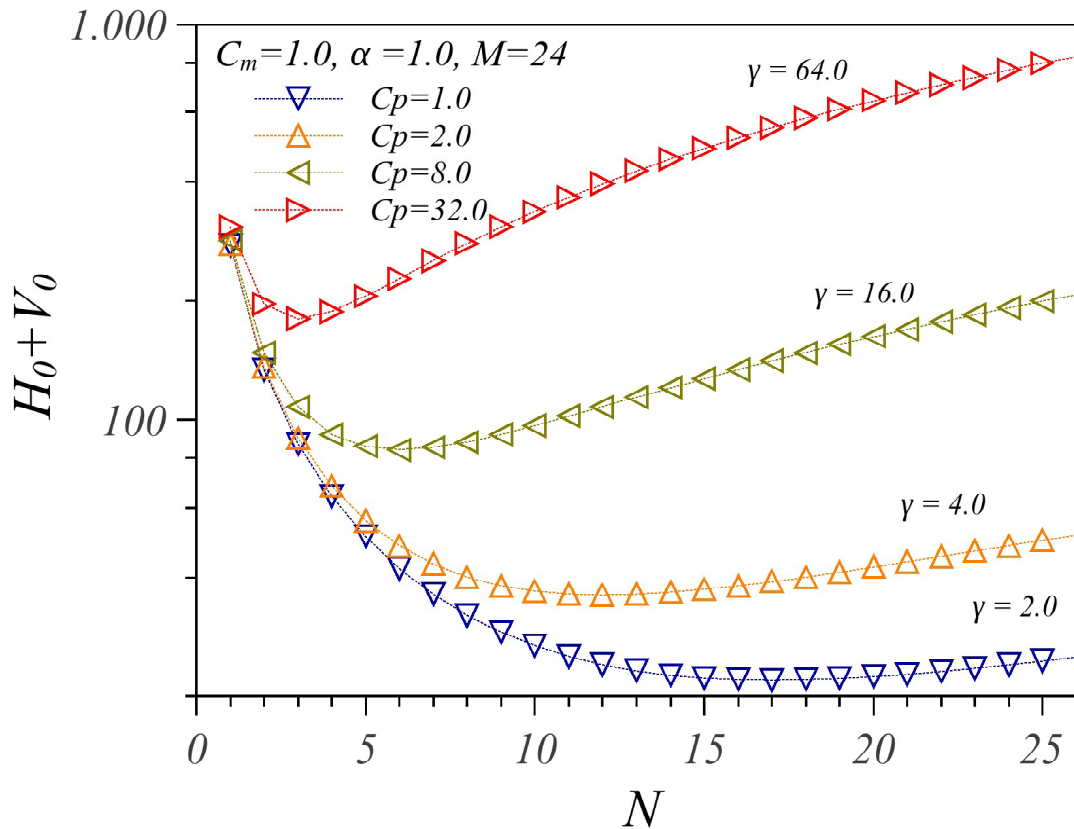 1.000
C_m=1.0, α =1.0, M=24
Cp=1.0
Cp=2.0
Cp=8.0
Cp=32.0
γ = 64.0
γ = 16.0
γ = 4.0
γ = 2.0
H_0+V_0
100
0 5 10 15 20 25
N